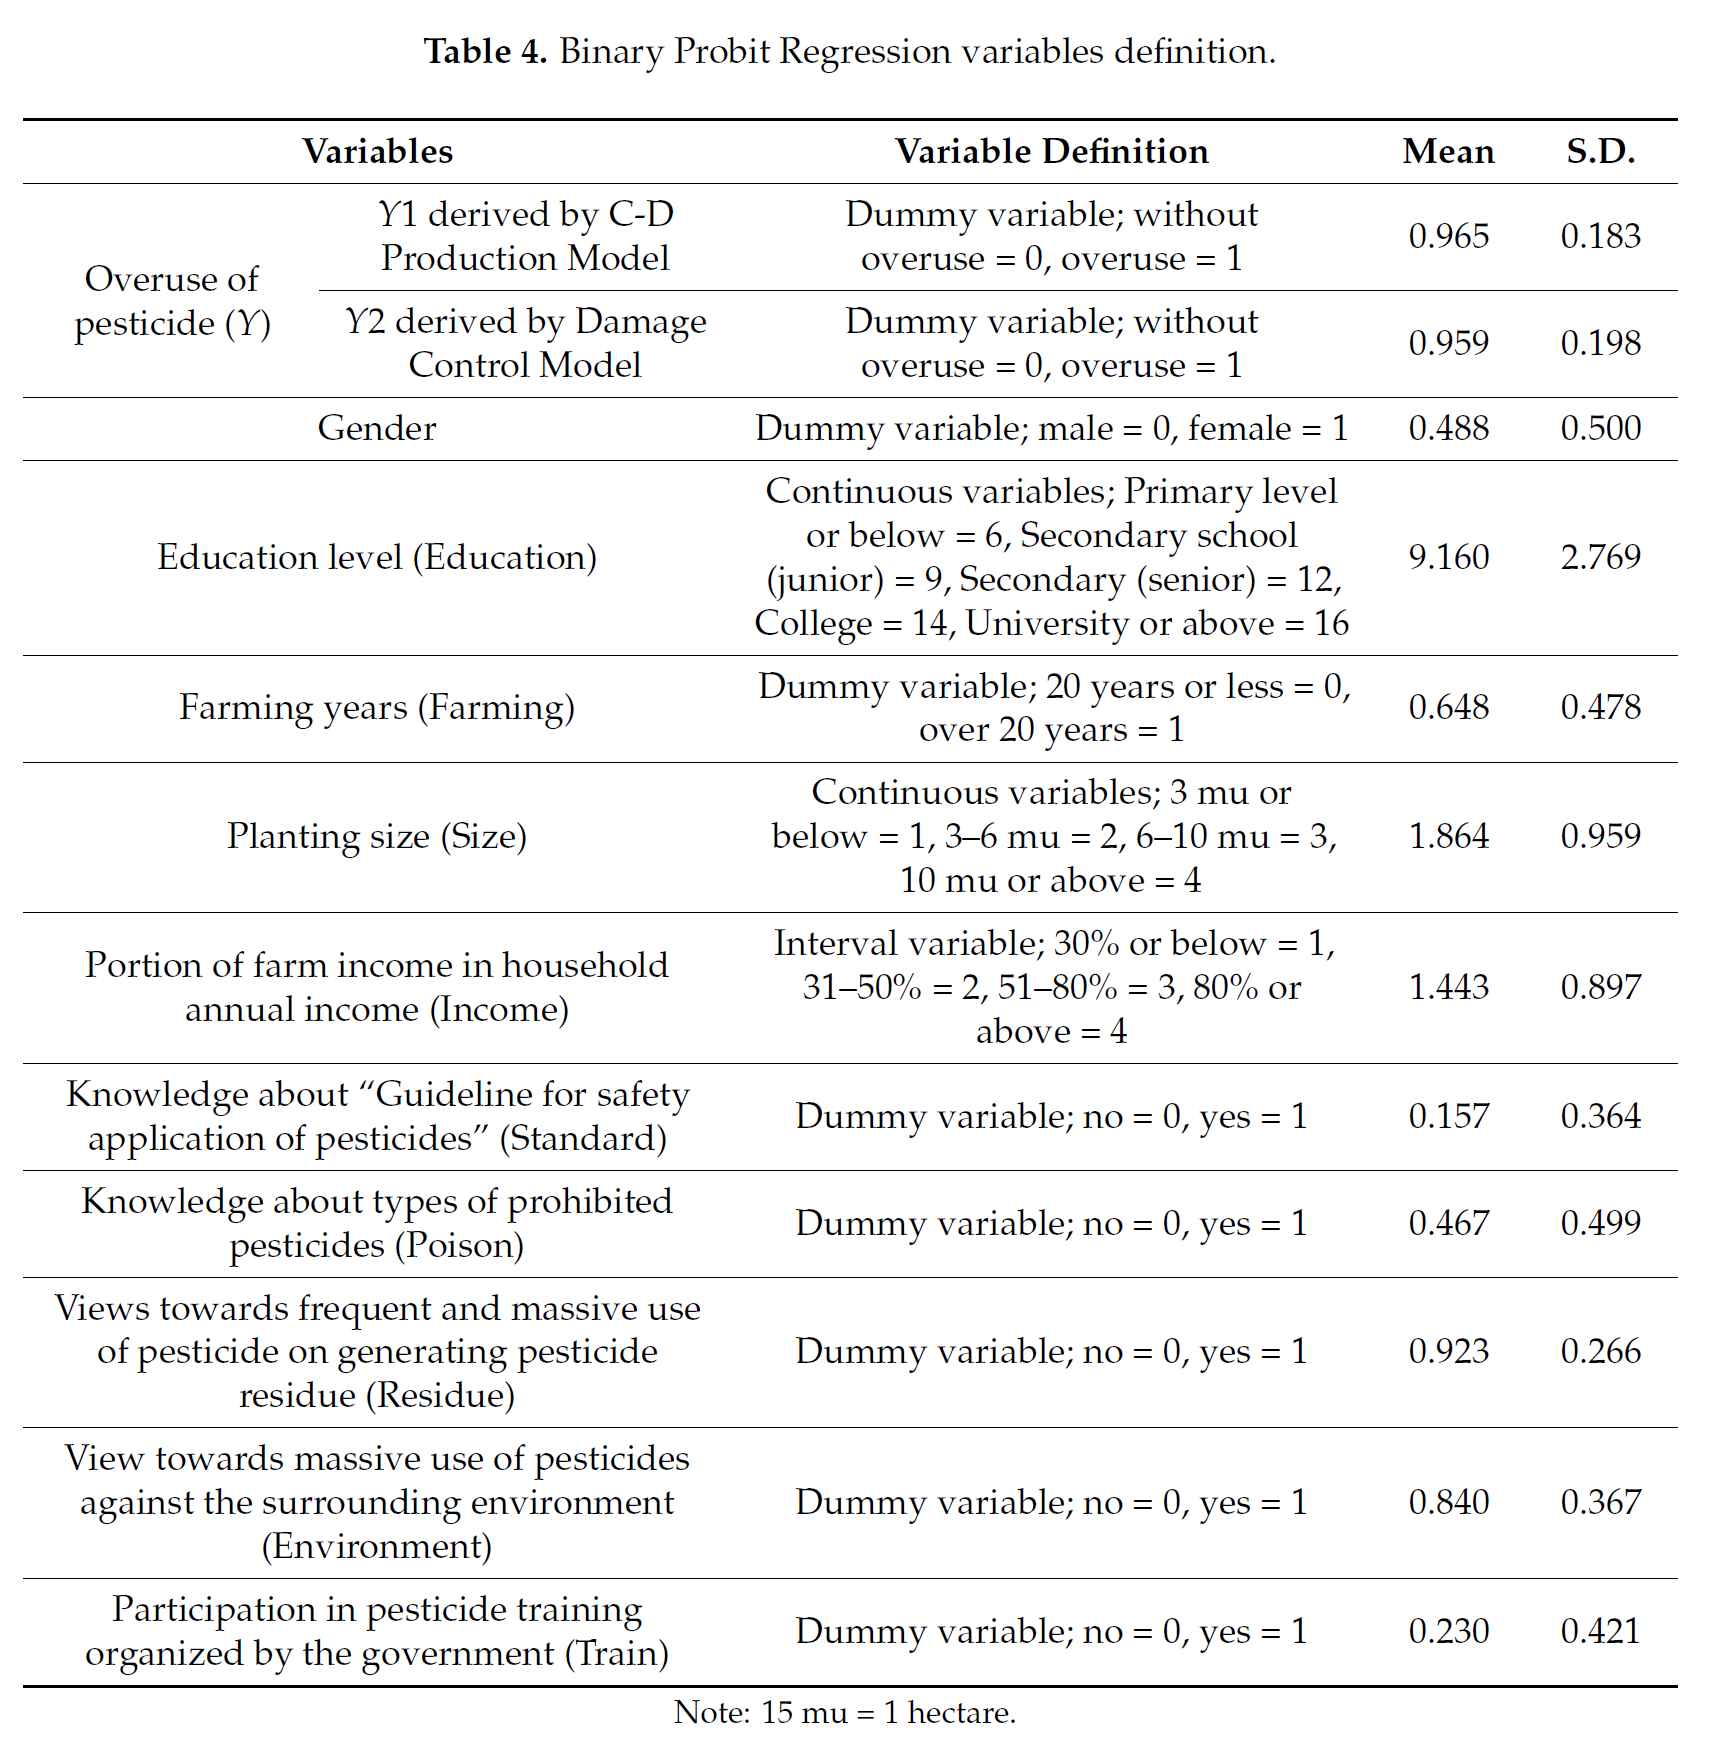 Table 4. Binary Probit Regression variables definition.
Variables Variable Definition Mean S.D.
Overuse of
pesticide (Y)
Y1 derived by C-D
Production Model
Dummy variable; without
overuse = 0, overuse = 1
0.965 0.183
Y2 derived by Damage
Control Model
Dummy variable; without
overuse = 0, overuse = 1
0.959 0.198
Gender Dummy variable; male = 0, female = 1 0.488 0.500
Education level (Education)
Continuous variables; Primary level
or below = 6, Secondary school
(junior) = 9, Secondary (senior) = 12,
College = 14, University or above = 16
9.160 2.769
Farming years (Farming)
Dummy variable; 20 years or less = 0,
over 20 years = 1
0.648 0.478
Planting size (Size)
Continuous variables; 3 mu or
below = 1, 3–6 mu = 2, 6–10 mu = 3,
10 mu or above = 4
1.864 0.959
Portion of farm income in household
annual income (Income)
Interval variable; 30% or below = 1,
31–50% = 2, 51–80% = 3, 80% or
above = 4
1.443 0.897
Knowledge about “Guideline for safety
application of pesticides” (Standard)
Dummy variable; no = 0, yes = 1
0.157 0.364
Knowledge about types of prohibited
pesticides (Poison)
Dummy variable; no = 0, yes = 1
0.467 0.499
Views towards frequent and massive use
of pesticide on generating pesticide
residue (Residue)
Dummy variable; no = 0, yes = 1
0.923 0.266
View towards massive use of pesticides
against the surrounding environment
(Environment)
Dummy variable; no = 0, yes = 1
0.840 0.367
Participation in pesticide training
organized by the government (Train)
Dummy variable; no = 0, yes = 1
0.230 0.421
Note: 15 mu = 1 hectare.